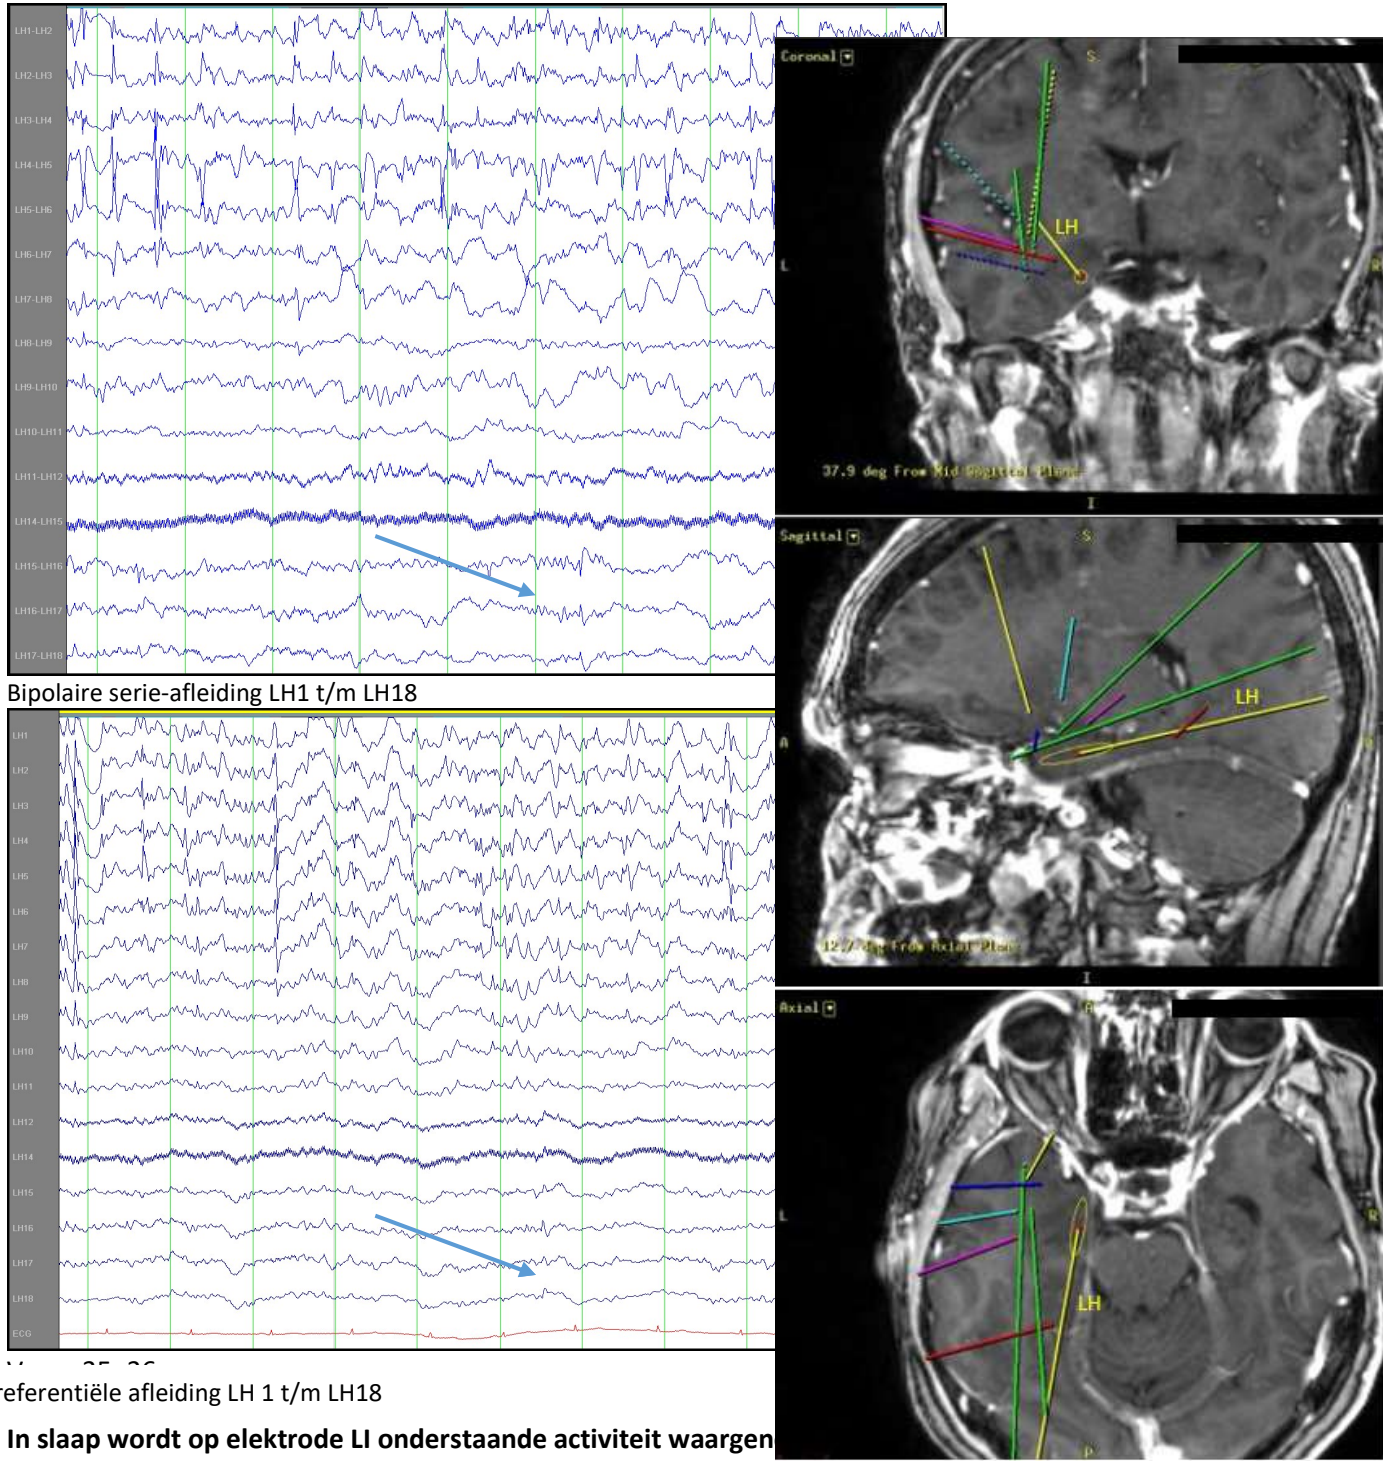 LH1-LH2
LH2-LH3
LH3-LH4
LH4-LH5
LH5-LH6
LH6-LH7
LH7-LH8
LH8-LH9
LH9-LH10
LH10-LH11
LH11-LH12
LH14-LH15
LH15-LH16
LH16-LH17
LH17-LH18
Bipolaire serie-afleiding LH1 t/m LH18
LH1
LH2
LH3
LH4
LH5
LH6
LH7
LH8
LH9
LH10
LH11
LH12
LH14
LH15
LH16
LH17
LH18
ECG
referentiële afleiding LH 1 t/m LH18
In slaap wordt op elektrode LI onderstaande activiteit waargen
Coronal
S
LH
L
R
37.9 deg From Mid Sagittal Plane
I
Sagittal
S
LH
A
12.7 deg From Axial Plane
I
Axial
A
L
R
LH
P